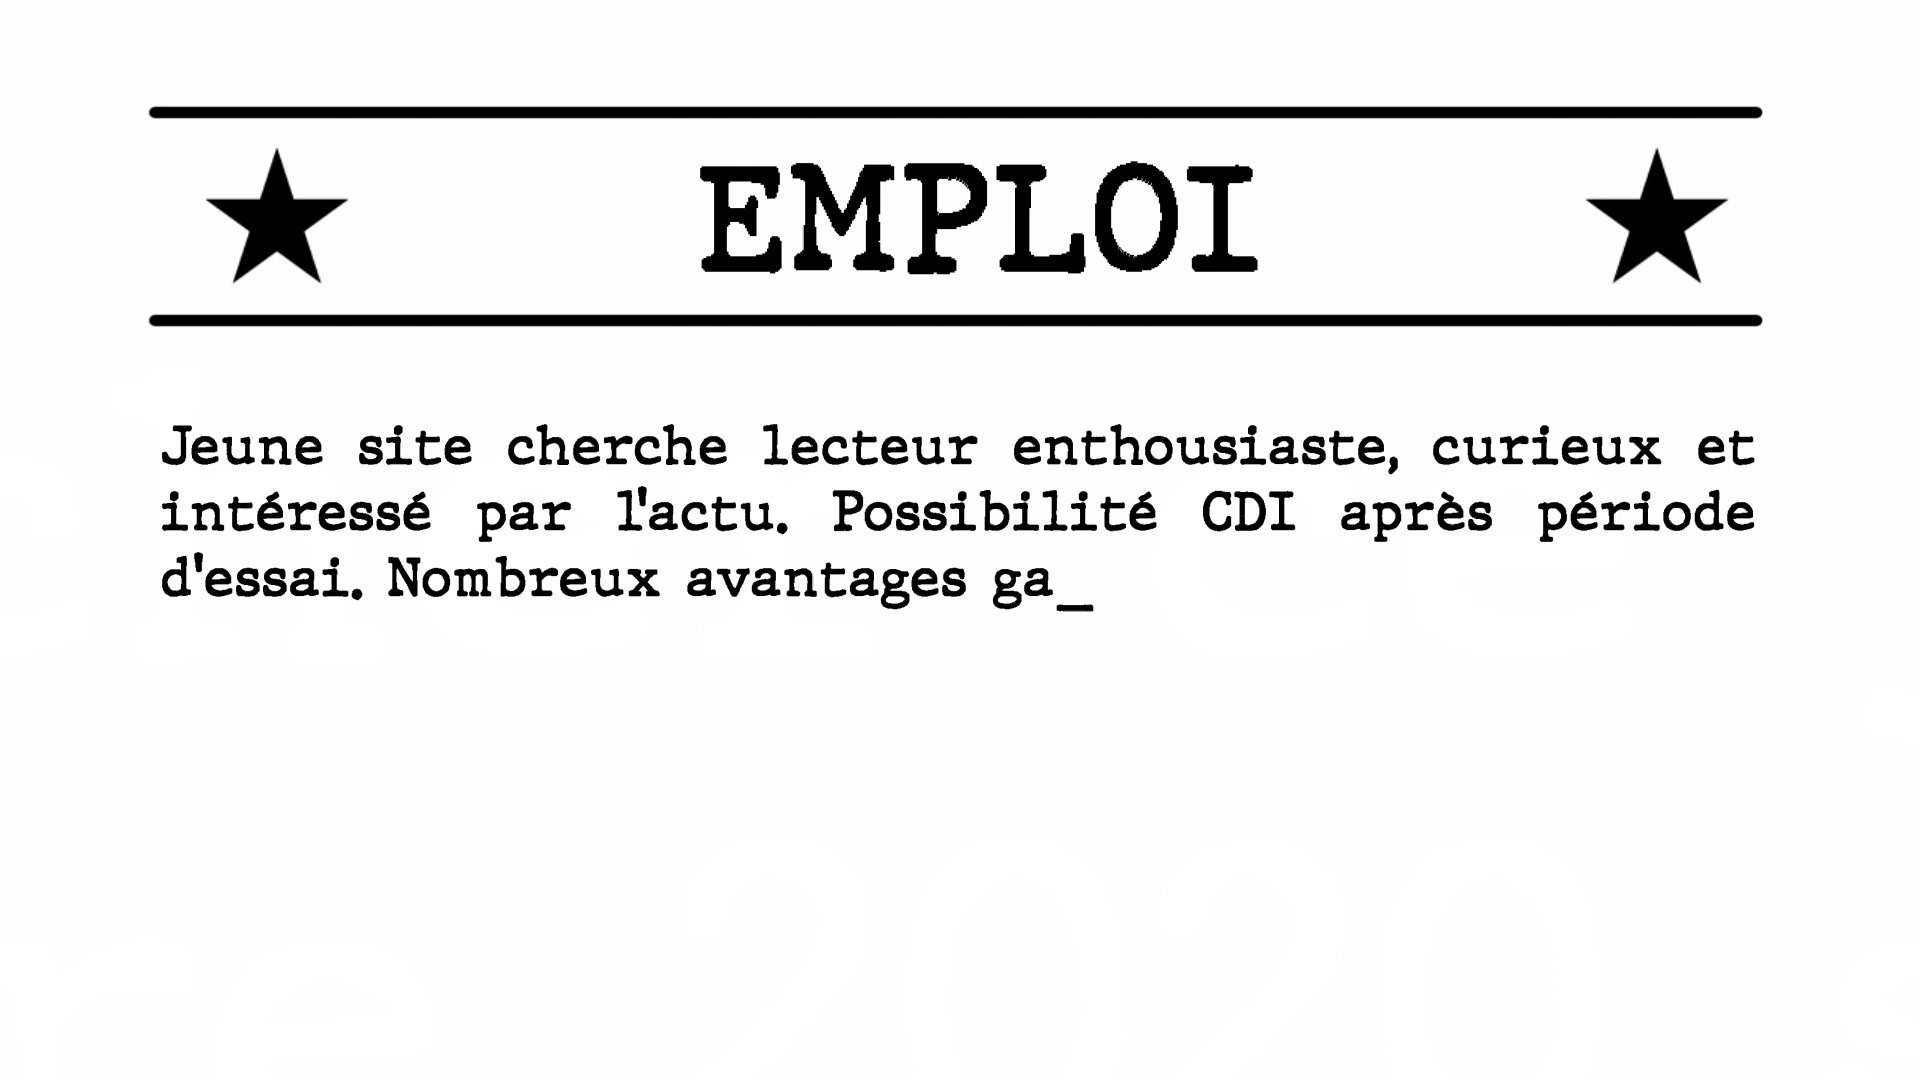 EMPLOI
Jeune site cherche lecteur enthousiaste, curieux et
intéressé par l'actu. Possibilité CDI après période
d'essai. Nombreux avantages ga_